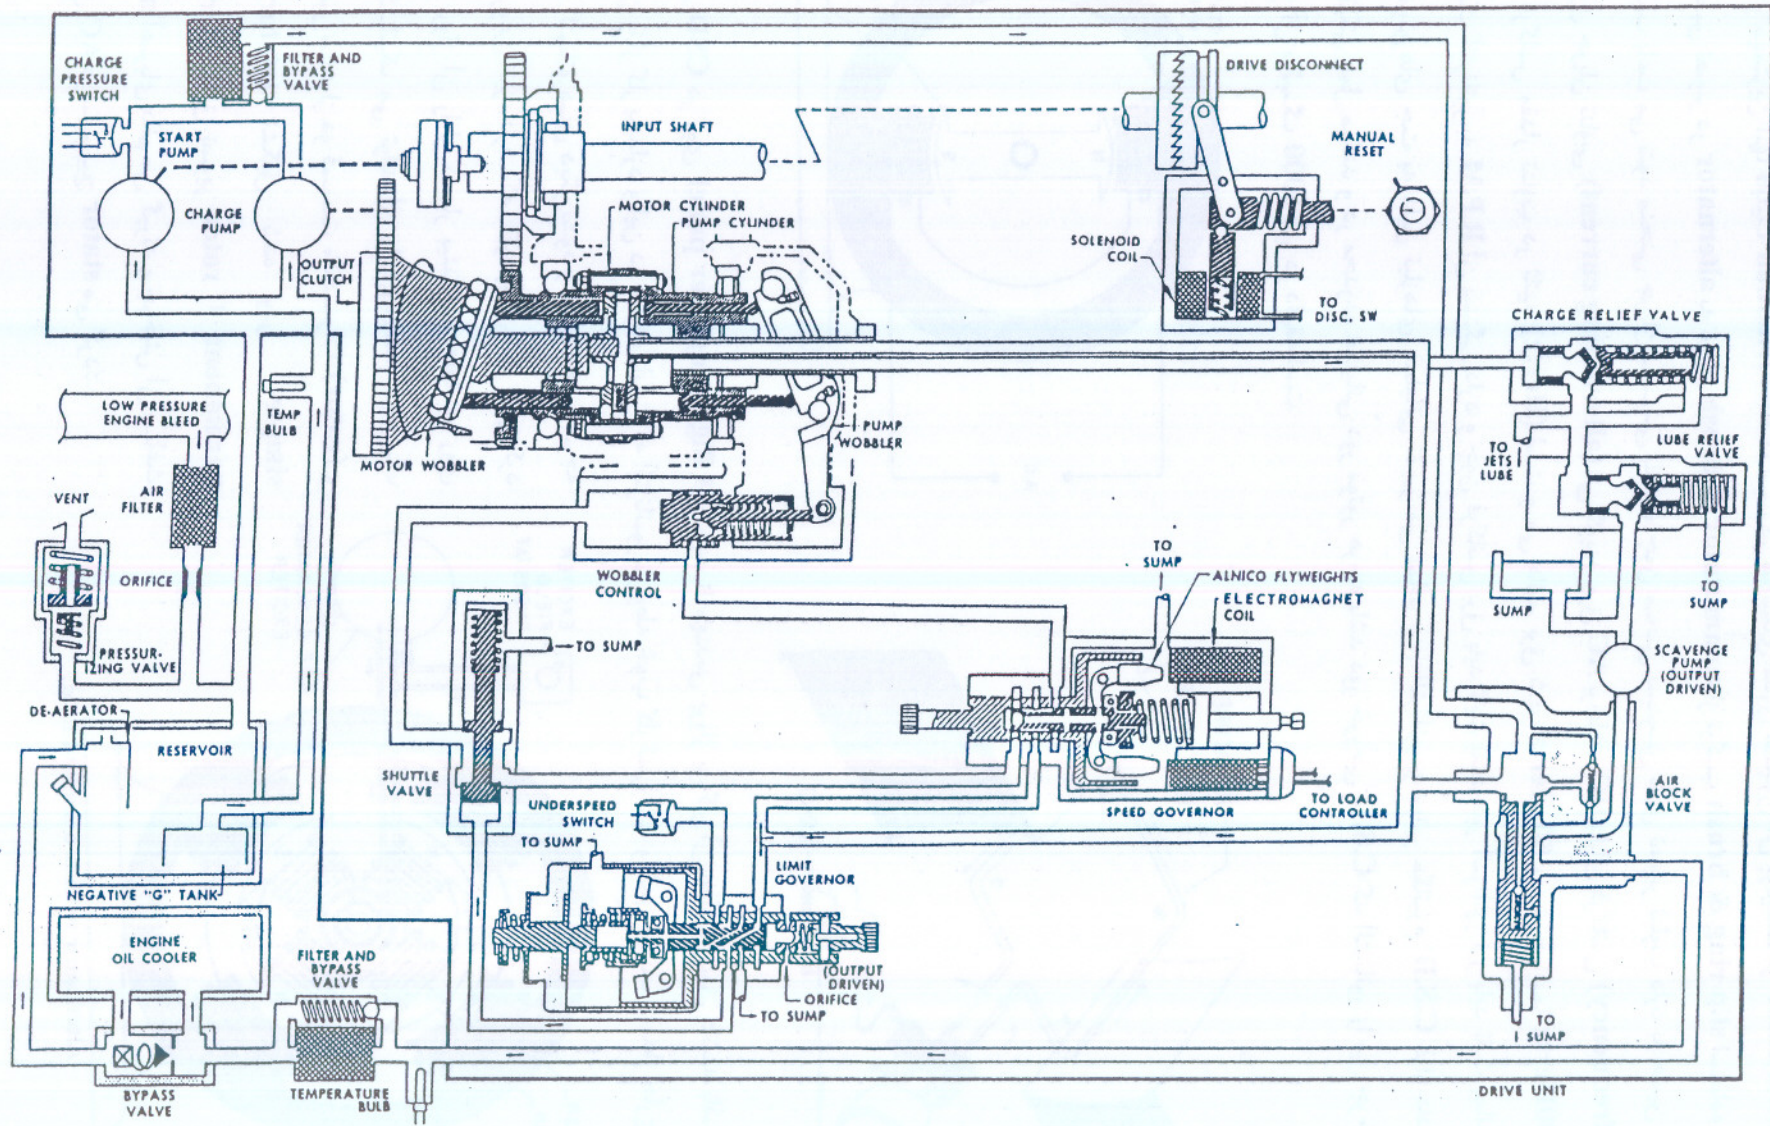 CHARGE
PRESSURE
SWITCH
FILTER AND
BYPASS
VALVE
START
PUMP
CHARGE
PUMP
INPUT SHAFT
DRIVE DISCONNECT
MANUAL
RESET
MOTOR CYLINDER
PUMP CYLINDER
SOLENOID
COIL
TO
DISC. SW
OUTPUT
CLUTCH
CHARGE RELIEF VALVE
LOW PRESSURE
ENGINE BLEED
TEMP
BULB
MOTOR WOBBLER
PUMP
WOBBLER
TO
JETS
LUBE
LUBE RELIEF
VALVE
VENT
AIR
FILTER
ORIFICE
WOBBLER
CONTROL
TO
SUMP
ALNICO FLYWEIGHTS
ELECTROMAGNET
COIL
SUMP
TO
SUMP
PRESSUR-
IZING VALVE
TO SUMP
SCAVENGE
PUMP
(OUTPUT
DRIVEN)
DE-AERATOR
RESERVOIR
SHUTTLE
VALVE
UNDERSPEED
SWITCH
SPEED GOVERNOR
TO LOAD
CONTROLLER
AIR
BLOCK
VALVE
TO SUMP
LIMIT
GOVERNOR
NEGATIVE "G" TANK
ENGINE
OIL COOLER
FILTER AND
BYPASS
VALVE
(OUTPUT
DRIVEN)
ORIFICE
TO SUMP
TO
SUMP
BYPASS
VALVE
TEMPERATURE
BULB
DRIVE UNIT